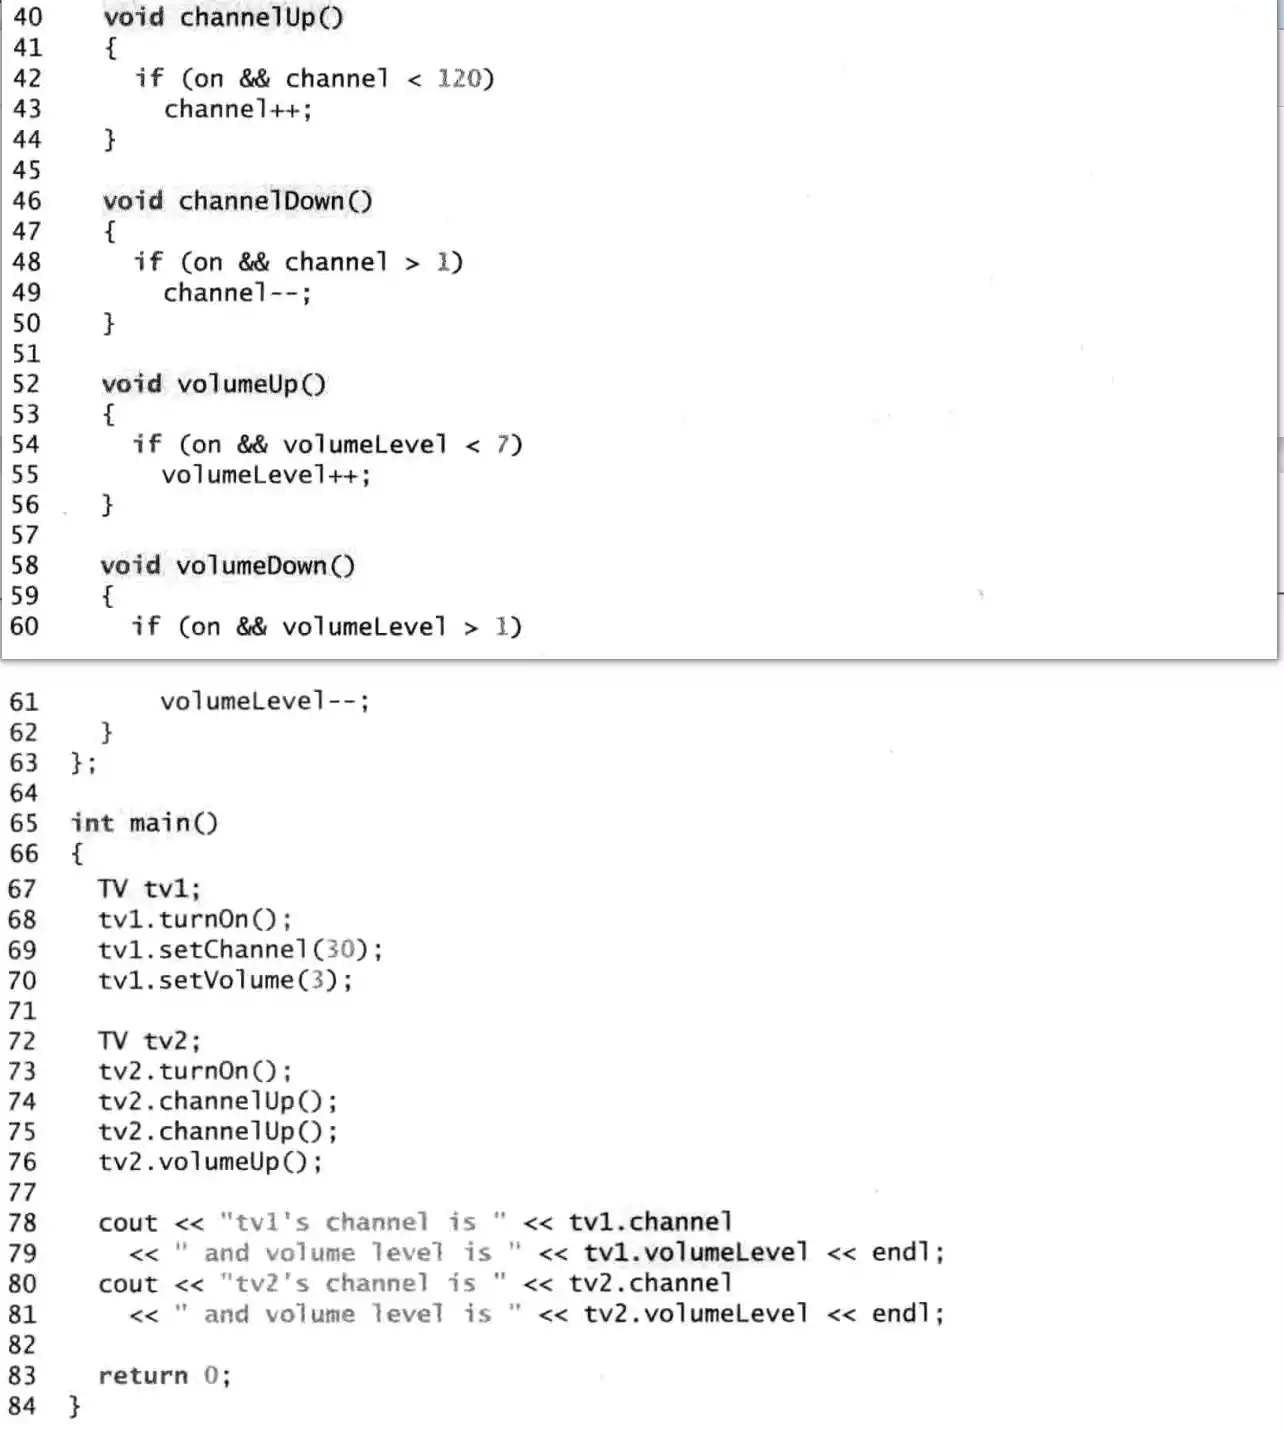 40 void channelUp()
41 {
42 if (on && channel < 120)
43 channel++;
44 }
45
46 void channelDown()
47 {
48 if (on && channel > 1)
49 channel--;
50 }
51
52 void volumeUp()
53 {
54 if (on && volumeLevel < 7)
55 volumeLevel++;
56 }
57
58 void volumeDown()
59 {
60 if (on && volumeLevel > 1)
61 volumeLevel--;
62 }
63 };
64
65 int main()
66 {
67 TV tv1;
68 tv1.turnOn();
69 tv1.setChannel(30);
70 tv1.setVolume(3);
71
72 TV tv2;
73 tv2.turnOn();
74 tv2.channelUp();
75 tv2.channelUp();
76 tv2.volumeUp();
77
78 cout << "tv1's channel is " << tv1.channel
79 << " and volume level is " << tv1.volumeLevel << endl;
80 cout << "tv2's channel is " << tv2.channel
81 << " and volume level is " << tv2.volumeLevel << endl;
82
83 return 0;
84 }